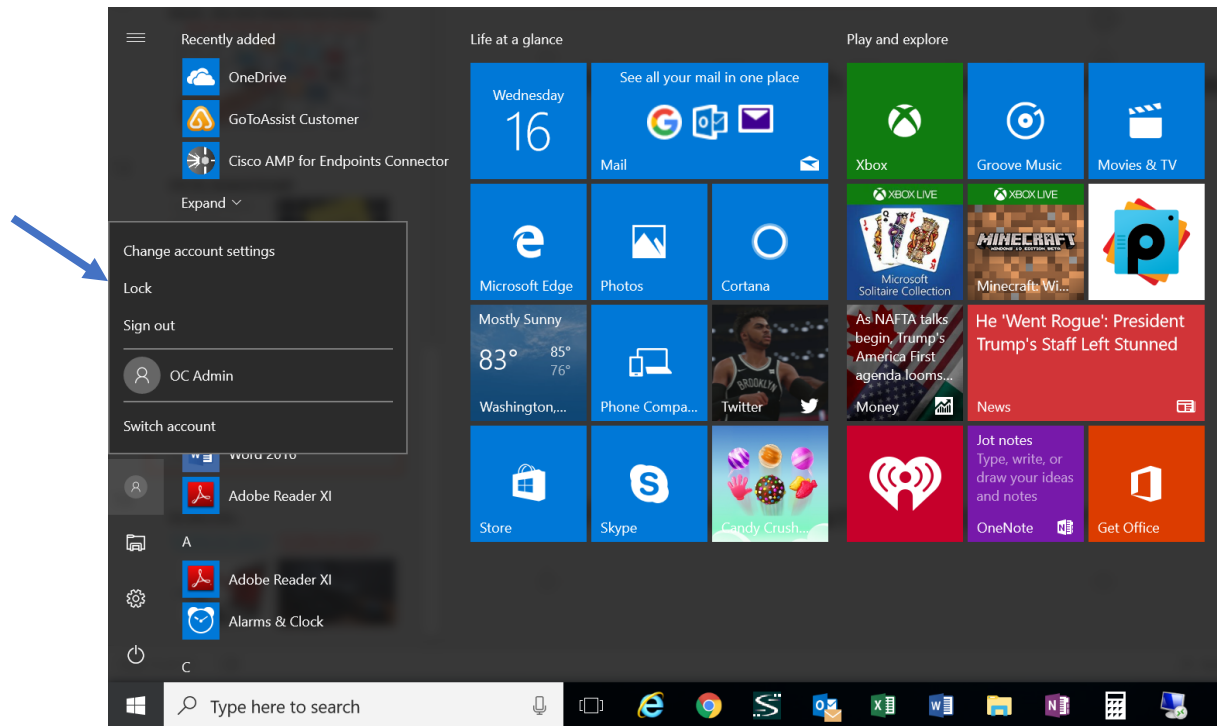 Recently added
OneDrive
GoToAssist Customer
Cisco AMP for Endpoints Connector
Expand
Change account settings
Lock
Sign out
OC Admin
Switch account
Word 2016
Adobe Reader XI
A
Adobe Reader XI
Alarms & Clock
C
Life at a glance
Wednesday
16
See all your mail in one place
Mail
Microsoft Edge
Photos
Cortana
Mostly Sunny
83°
85°
76°
Washington,...
Phone Compa...
BROOKLYN
Twitter
Store
Skype
Candy Crush...
Play and explore
Xbox
Groove Music
Movies & TV
XBOX LIVE
Microsoft
Solitaire Collection
XBOX LIVE
MINECRAFT
WINDOWS 10 EDITION BETA
Minecraft: Wi...
As NAFTA talks
begin, Trump's
America First
agenda looms...
Money
He 'Went Rogue': President
Trump's Staff Left Stunned
News
Jot notes
Type, write, or
draw your ideas
and notes
OneNote
Get Office
Type here to search